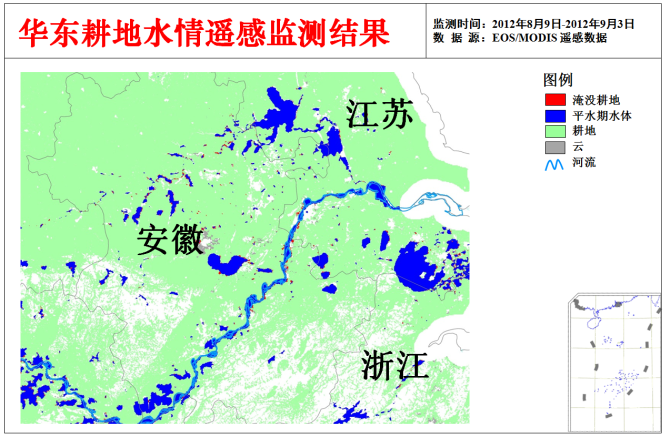 华东耕地水情遥感监测结果
监测时间：2012年8月9日-2012年9月3日
数 据 源：EOS/MODIS 遥感数据
图例
淹没耕地
平水期水体
耕地
云
河流
江苏
安徽
浙江